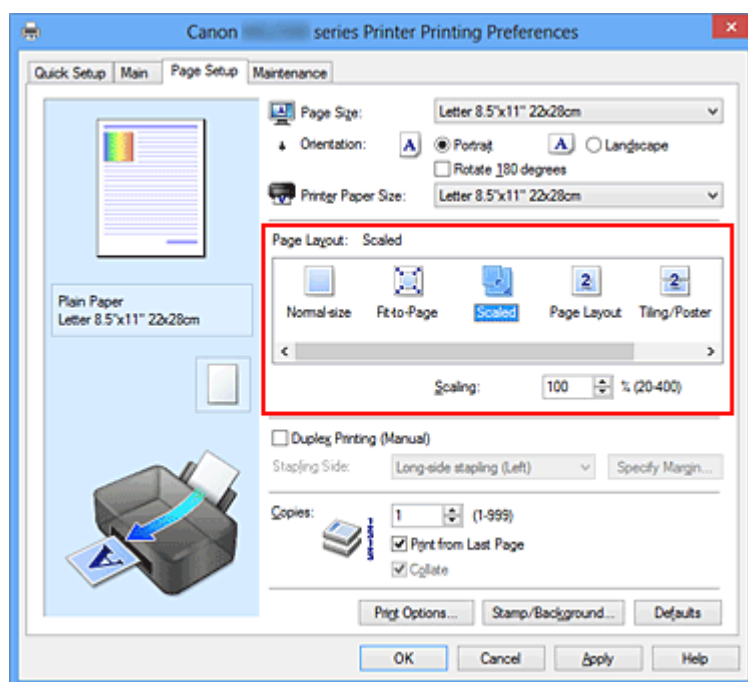 Canon series Printer Printing Preferences
Quick Setup Main Page Setup Maintenance
Page Size: Letter 8.5"x11" 22x28cm
Orientation: A Portrait A Landscape
Rotate 180 degrees
Printer Paper Size: Letter 8.5"x11" 22x28cm
Page Layout: Scaled
Normal-size Fit-to-Page Scaled 2 Page Layout 2 Tiling/Poster
Scaling: 100 % (20-400)
Plain Paper
Letter 8.5"x11" 22x28cm
Duplex Printing (Manual)
Stapling Side: Long-side stapling (Left) Specify Margin...
Copies: 1 (1-999)
Print from Last Page
Collate
A
Print Options... Stamp/Background... Defaults
OK Cancel Apply Help